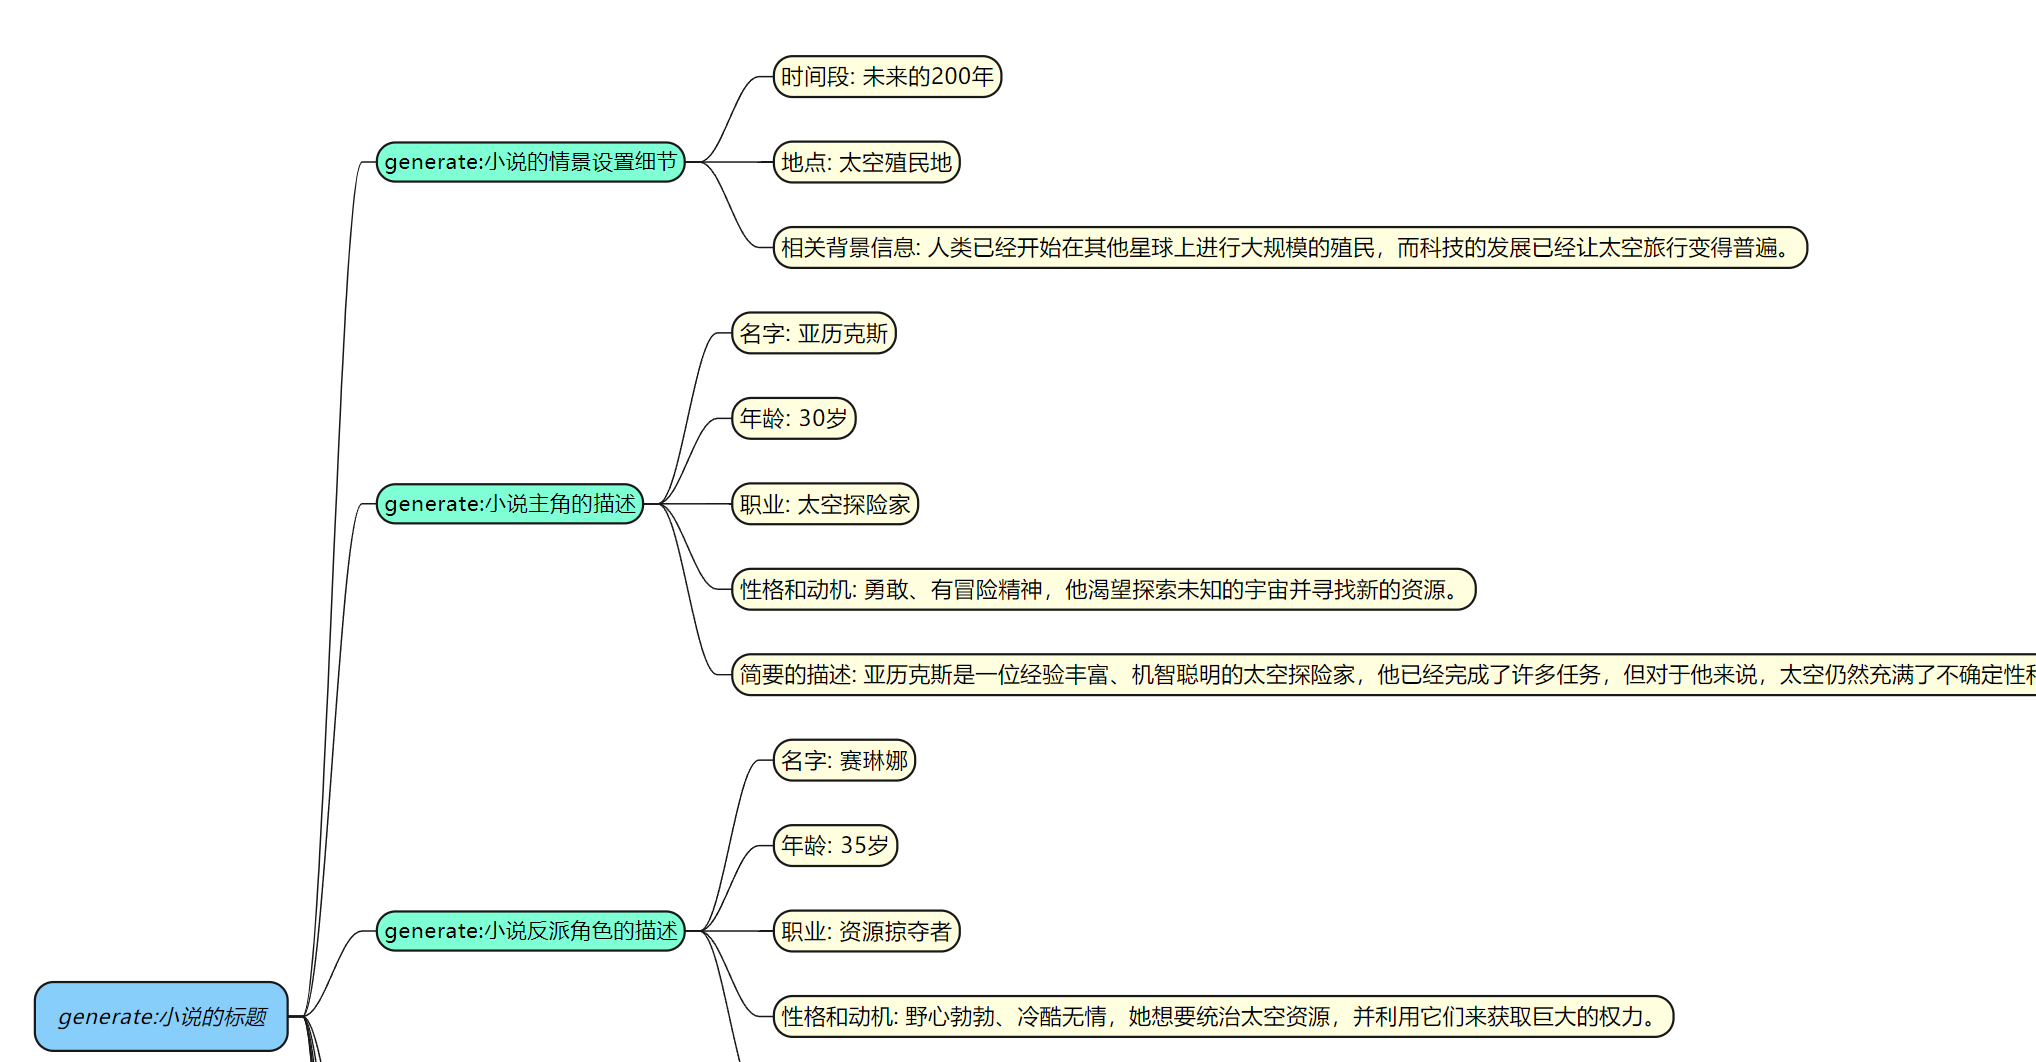 时间段: 未来的200年
generate:小说的情景设置细节
地点: 太空殖民地
相关背景信息: 人类已经开始在其他星球上进行大规模的殖民，而科技的发展已经让太空旅行变得普遍。
名字: 亚历克斯
年龄: 30岁
generate:小说主角的描述
职业: 太空探险家
性格和动机: 勇敢、有冒险精神，他渴望探索未知的宇宙并寻找新的资源。
简要的描述: 亚历克斯是一位经验丰富、机智聪明的太空探险家，他已经完成了许多任务，但对于他来说，太空仍然充满了不确定性
名字: 赛琳娜
年龄: 35岁
generate:小说反派角色的描述
职业: 资源掠夺者
性格和动机: 野心勃勃、冷酷无情，她想要统治太空资源，并利用它们来获取巨大的权力。
generate:小说的标题